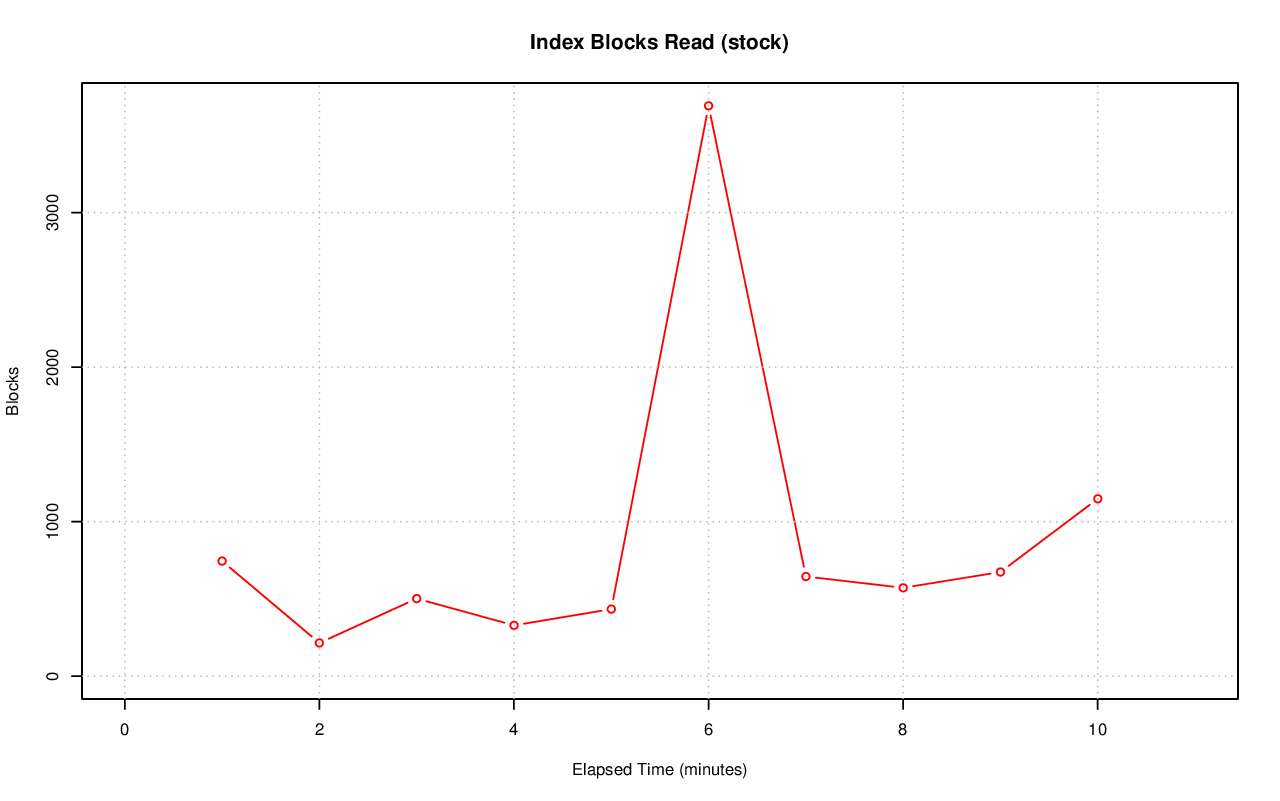 Index Blocks Read (stock)
Blocks
3000
2000
1000
0
0 2 4 6 8 10
Elapsed Time (minutes)